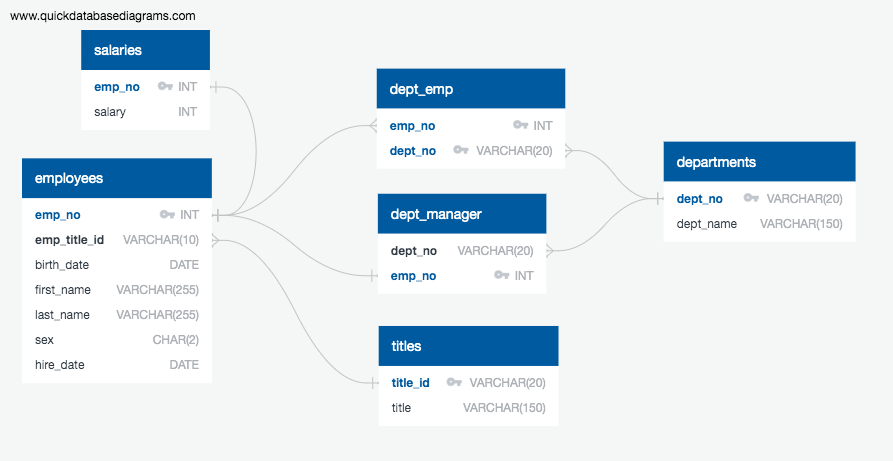 www.quickdatabasediagrams.com
salaries
emp_no INT
salary INT
employees
emp_no INT
emp_title_id VARCHAR(10)
birth_date DATE
first_name VARCHAR(255)
last_name VARCHAR(255)
sex CHAR(2)
hire_date DATE
dept_emp
emp_no INT
dept_no VARCHAR(20)
dept_manager
dept_no VARCHAR(20)
emp_no INT
titles
title_id VARCHAR(20)
title VARCHAR(150)
departments
dept_no VARCHAR(20)
dept_name VARCHAR(150)